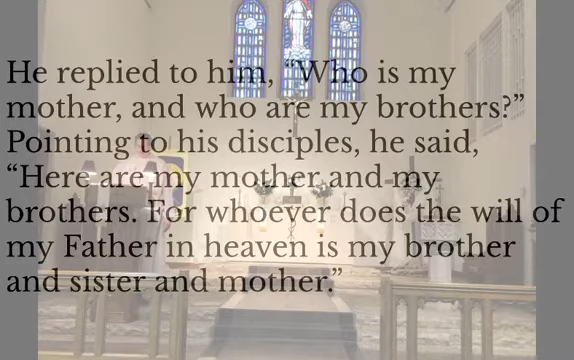 He replied to him, “Who is my
mother, and who are my brothers?”
Pointing to his disciples, he said,
“Here are my mother and my
brothers. For whoever does the will of
my Father in heaven is my brother
and sister and mother.”